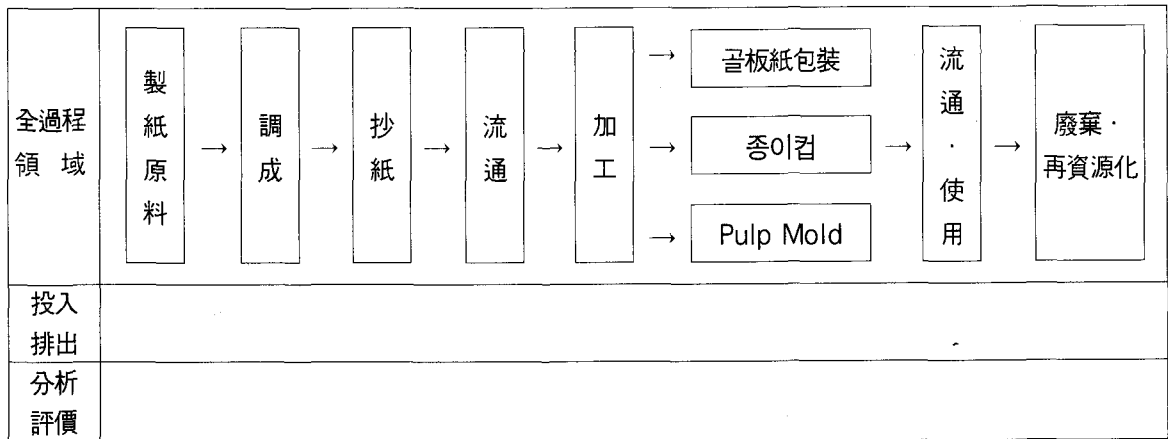 全過程
領 域
製紙原料
→
調成
→
抄紙
→
流通
→
加工
→
골板紙包裝
→
종이컵
→
Pulp Mold
→
流通·使用
→
廢棄·
再資源化
投入
排出
分析
評價